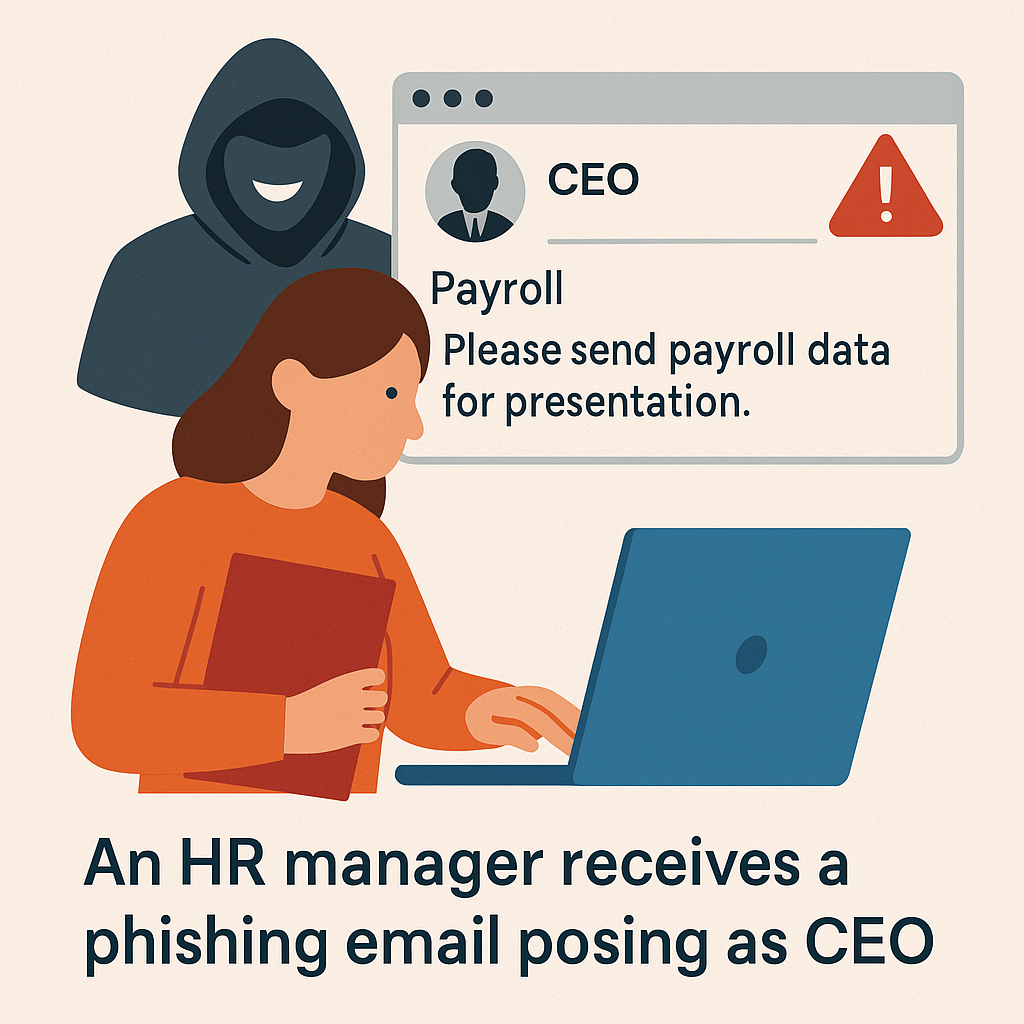 CEO
!
Payroll
Please send payroll data
for presentation.
An HR manager receives a
phishing email posing as CEO